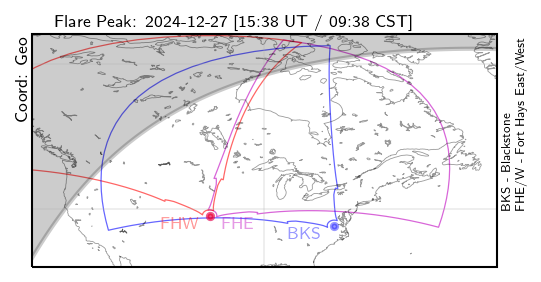 Flare Peak: 2024-12-27 [15:38 UT / 09:38 CST]
Coord: Geo
FHW
FHE
BKS
BKS - Blackstone
FHE/W - Fort Hays East/West